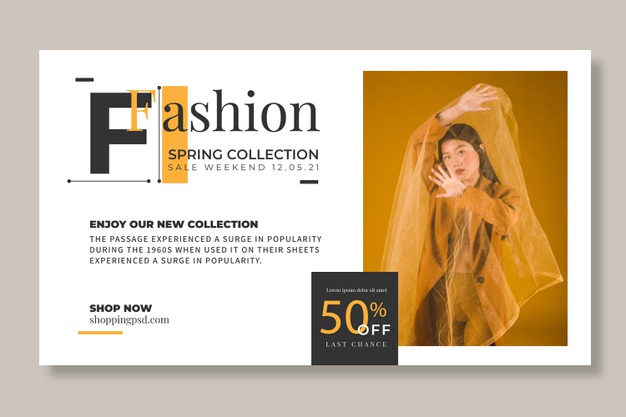 Fashion
SPRING COLLECTION
SALE WEEKEND 12.05.21
ENJOY OUR NEW COLLECTION
THE PASSAGE EXPERIENCED A SURGE IN POPULARITY
DURING THE 1960S WHEN USED IT ON THEIR SHEETS
EXPERIENCED A SURGE IN POPULARITY.
SHOP NOW
shoppingpsd.com
Lorem ipsum dolor sit amet
50%
OFF
LAST CHANCE